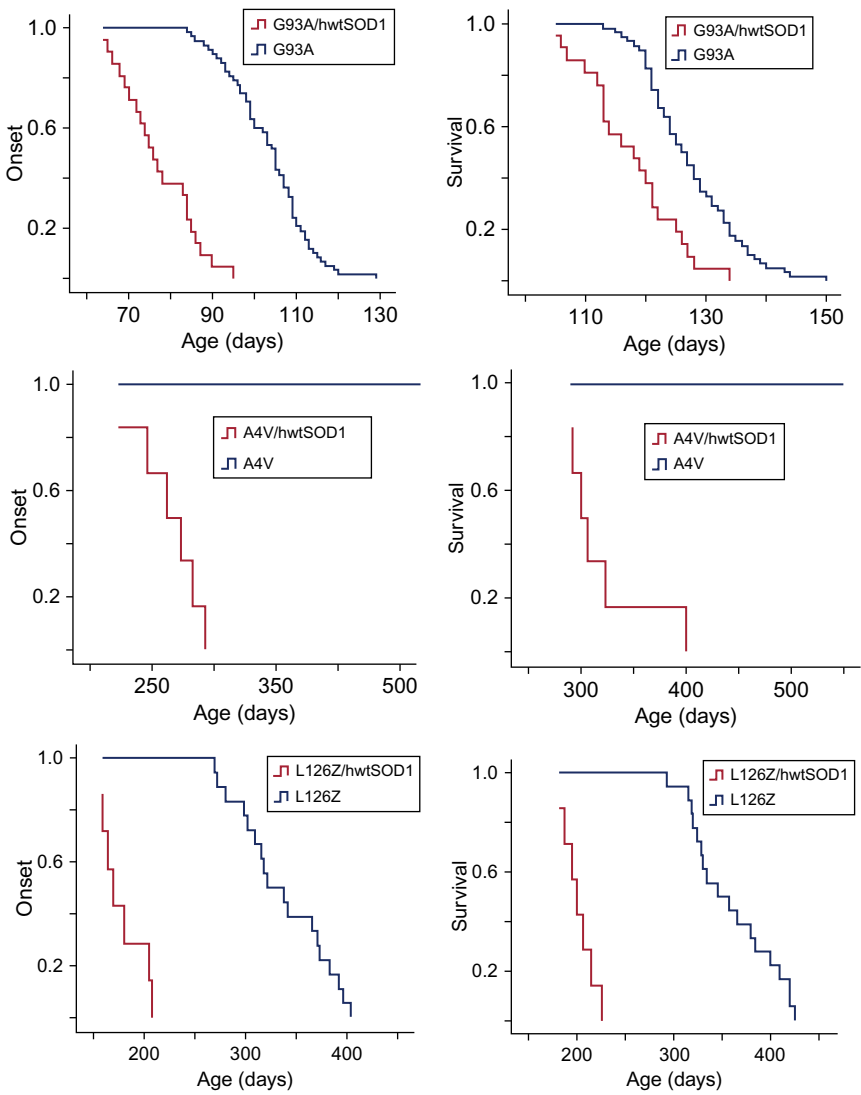 G93A/hwtSOD1
G93A
1.0
0.6
0.2
Onset
70 90 110 130
Age (days)
G93A/hwtSOD1
G93A
1.0
0.6
0.2
Survival
110 130 150
Age (days)
A4V/hwtSOD1
A4V
1.0
0.6
0.2
Onset
250 350 500
Age (days)
A4V/hwtSOD1
A4V
1.0
0.6
0.2
Survival
300 400 500
Age (days)
L126Z/hwtSOD1
L126Z
1.0
0.6
0.2
Onset
200 300 400
Age (days)
L126Z/hwtSOD1
L126Z
1.0
0.6
0.2
Survival
200 300 400
Age (days)